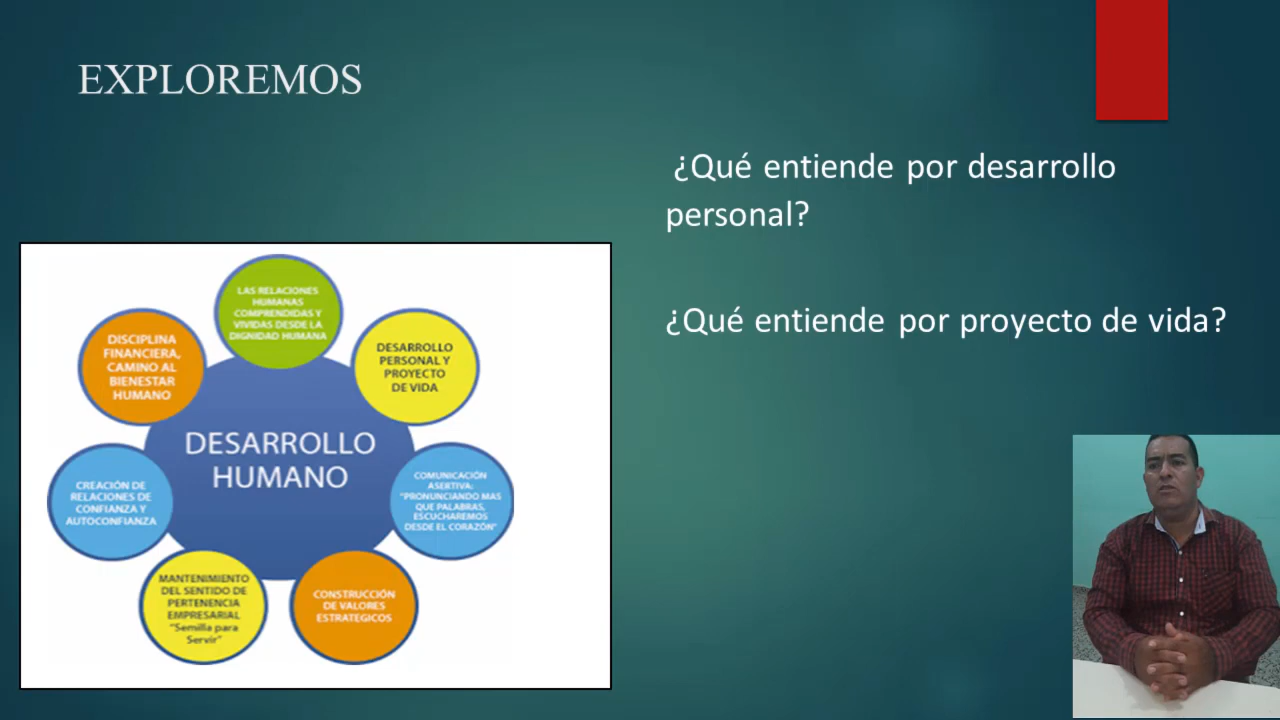 EXPLOREMOS
¿Qué entiende por desarrollo
personal?
¿Qué entiende por proyecto de vida?
LAS RELACIONES
HUMANAS
COMPRENDIDAS Y
VIVIDAS DESDE LA
DIGNIDAD HUMANA
DISCIPLINA
FINANCIERA,
CAMINO AL
BIENESTAR
HUMANO
DESARROLLO
PERSONAL Y
PROYECTO
DE VIDA
DESARROLLO
HUMANO
CREACIÓN DE
RELACIONES DE
CONFIANZA Y
AUTOCONFIANZA
COMUNICACIÓN
ASERTIVA:
"PRONUNCIANDO MAS
QUE PALABRAS,
ESCUCHAREMOS
DESDE EL CORAZÓN"
MANTENIMIENTO
DEL SENTIDO DE
PERTENENCIA
EMPRESARIAL
"Semilla para
Servir"
CONSTRUCCIÓN
DE VALORES
ESTRATEGICOS